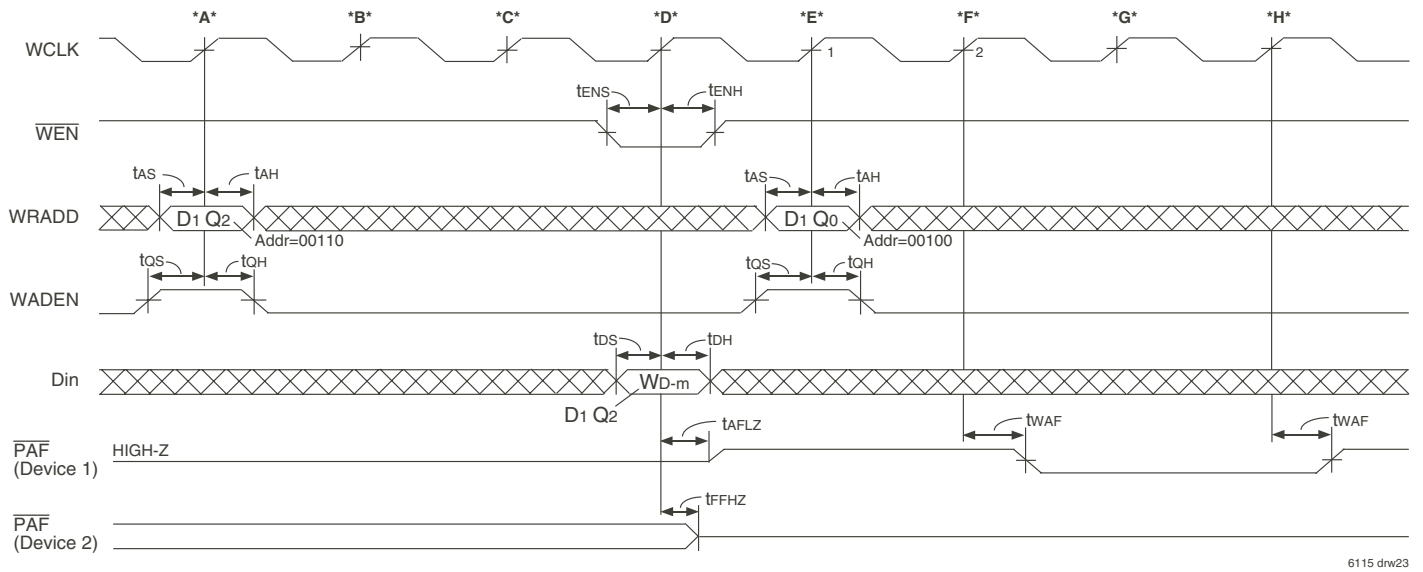 *A* *B* *C* *D* *E* *F* *G* *H*
WCLK
1 2
tENS tENH
WEN
tAS tAH tAS tAH
WRADD D1 Q2 D1 Q0
Addr=00110 Addr=00100
tQS tQH tQS tQH
WADEN
tDS tDH
Din WD-m
D1 Q2
tAFLZ tWAF tWAF
PAF HIGH-Z
(Device 1)
tFFHZ
PAF
(Device 2)
6115 drw23